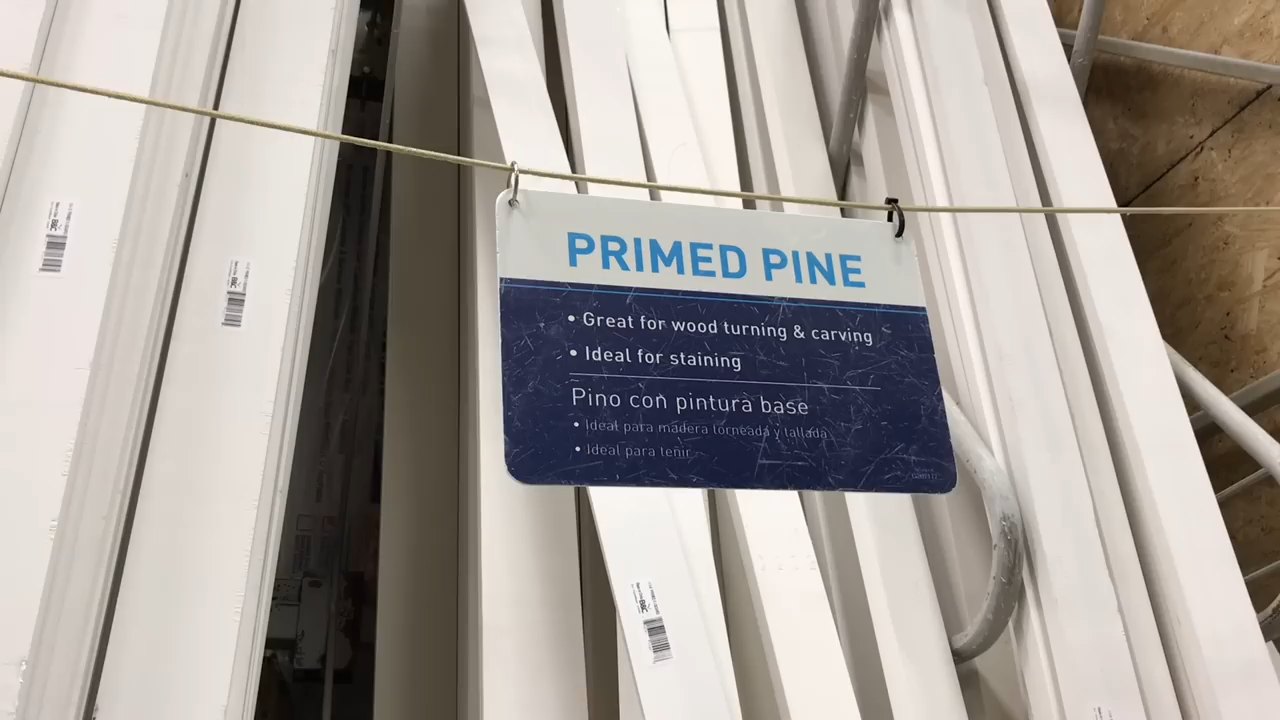 PRIMED PINE
• Great for wood turning & carving
• Ideal for staining
Pino con pintura base
• Ideal para madera torneada y tallada
• Ideal para tenir